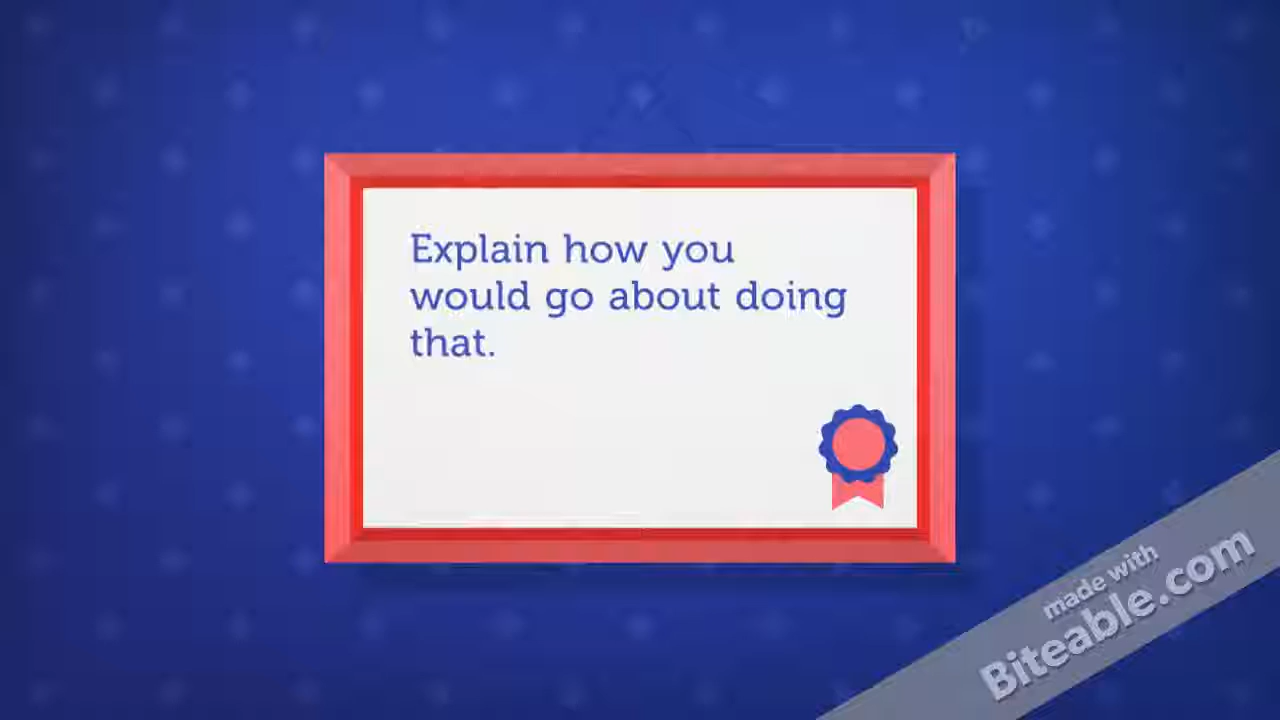 Explain how you
would go about doing
that.
made with
Biteable.com